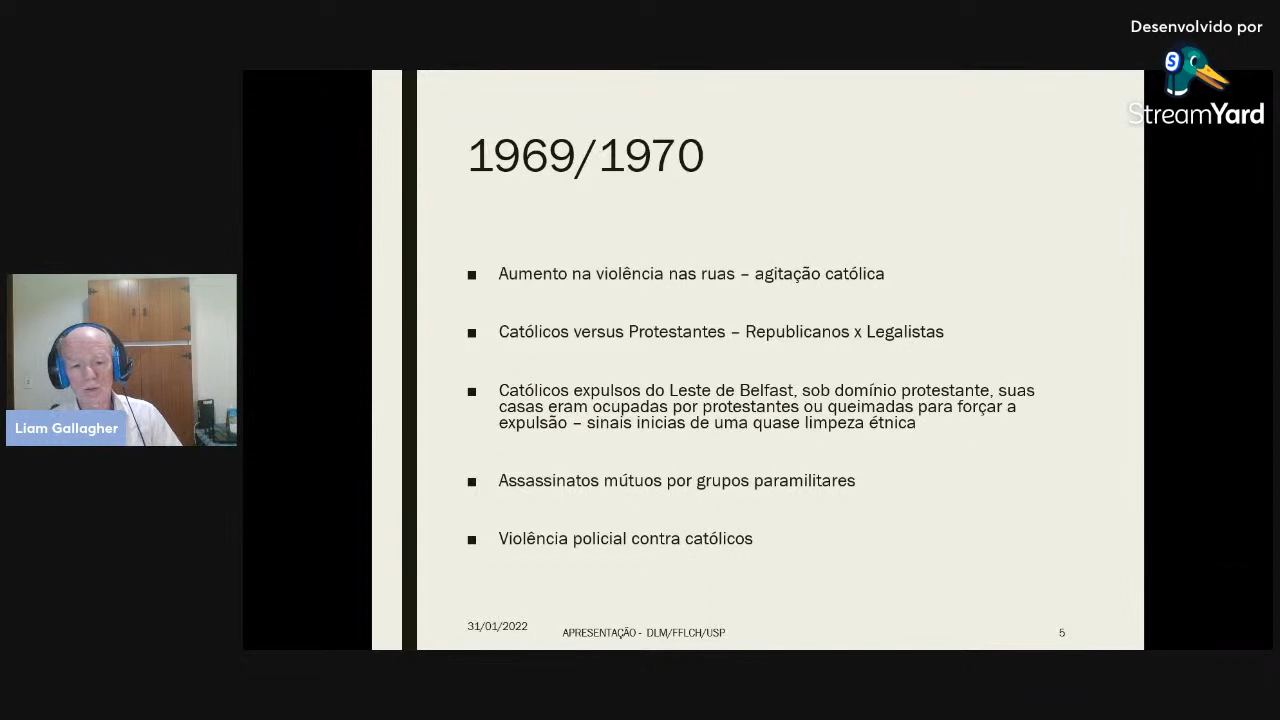 Desenvolvido por
StreamYard
1969/1970
■ Aumento na violência nas ruas – agitação católica
■ Católicos versus Protestantes – Republicanos x Legalistas
■ Católicos expulsos do Leste de Belfast, sob domínio protestante, suas
casas eram ocupadas por protestantes ou queimadas para forçar a
expulsão – sinais inicias de uma quase limpeza étnica
■ Assassinatos mútuos por grupos paramilitares
■ Violência policial contra católicos
Liam Gallagher
31/01/2022
APRESENTAÇÃO - DLM/FFLCH/USP
5